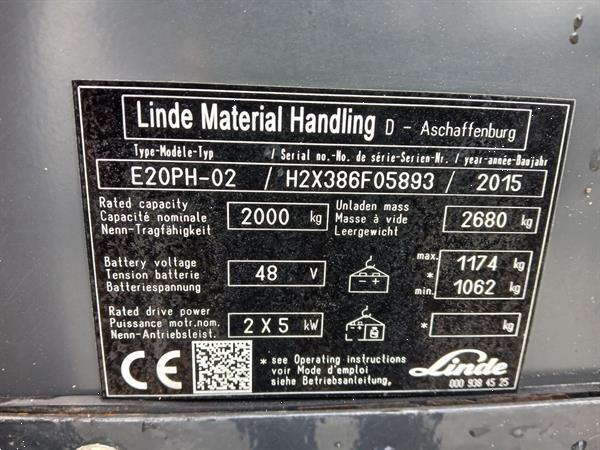 Linde Material Handling D - Aschaffenburg
Type-Modèle-Typ / Serial no.-No. de série-Serien-Nr. / year-année-Baujahr
E20PH-02 / H2X386F05893 / 2015
Rated capacity
Capacité nominale
Nenn-Tragfähigkeit
2000 kg
Unladen mass
Masse à vide
Leergewicht
2680 kg
Battery voltage
Tension batterie
Batteriespannung
48 V
- +
max. 1174 kg
*
min. 1062 kg
Rated drive power
Puissance motr.nom.
Nenn-Antriebsleist.
2 X 5 kW
* kg
CE
* see Operating instructions
voir Mode d'emploi
siehe Betriebsanleitung.
Linde
000 938 45 25